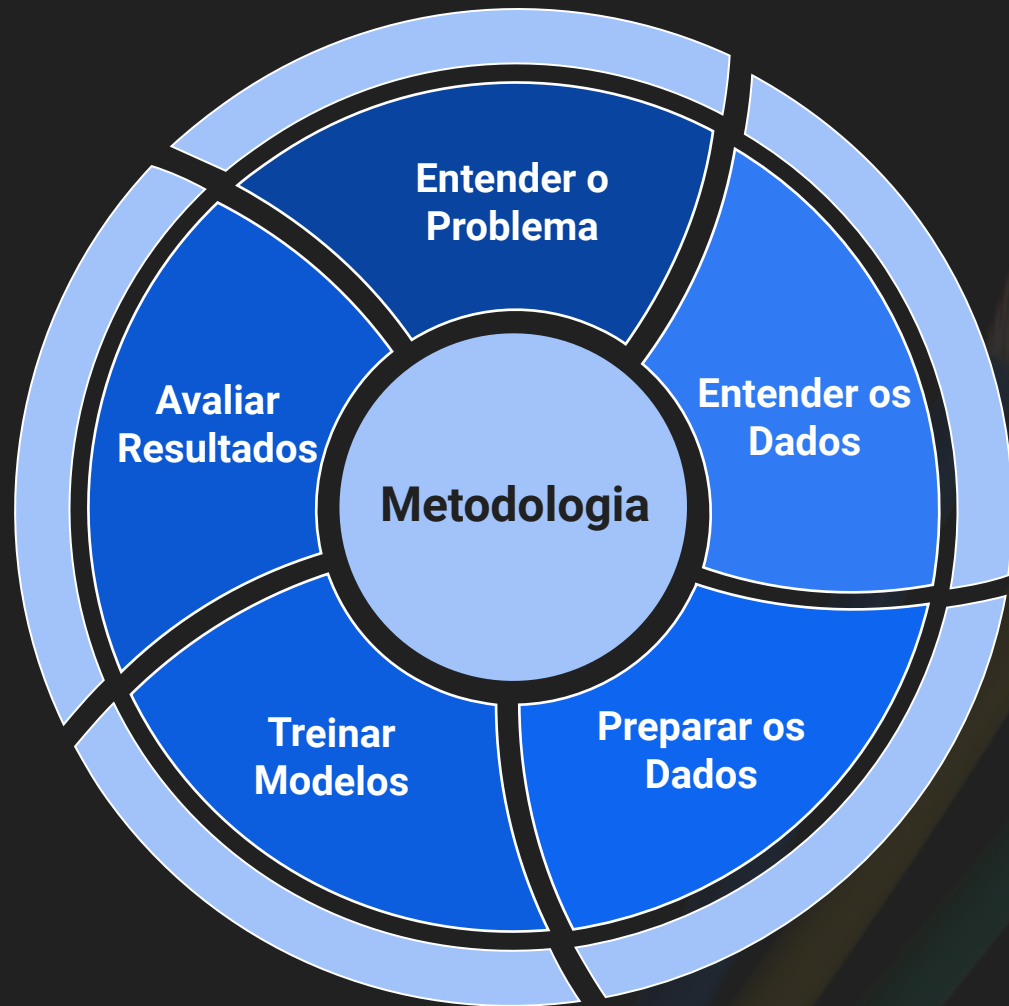 Entender o
Problema
Entender os
Dados
Preparar os
Dados
Treinar
Modelos
Avaliar
Resultados
Metodologia